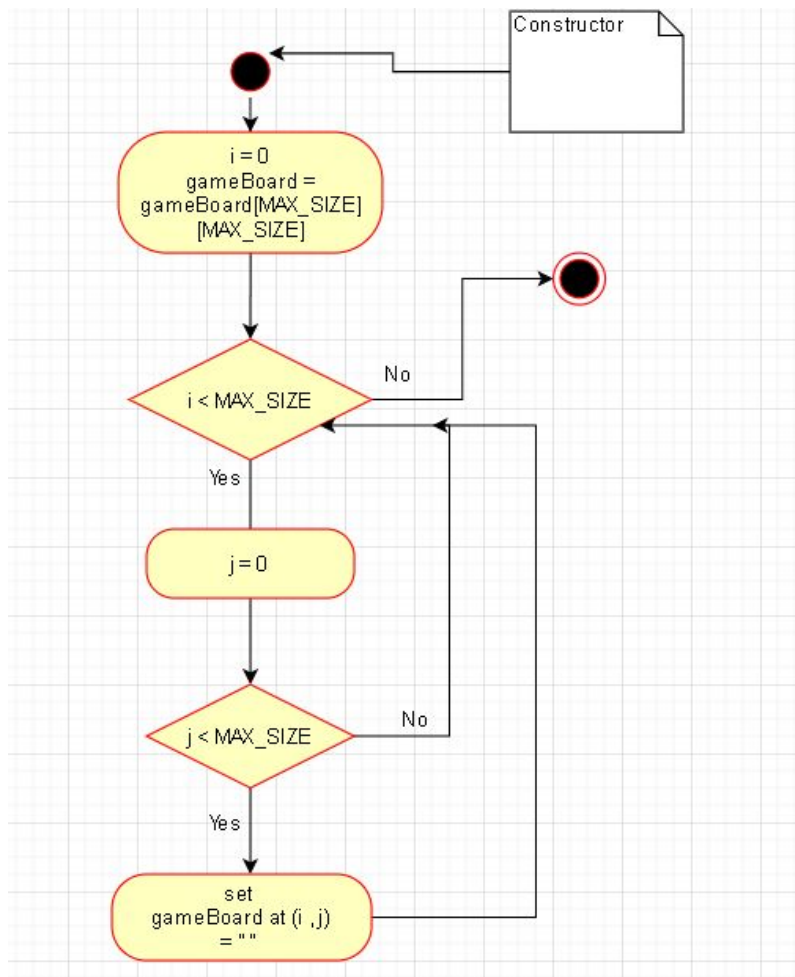 Constructor
i = 0
gameBoard =
gameBoard[MAX_SIZE]
[MAX_SIZE]
No
i < MAX_SIZE
Yes
j = 0
No
j < MAX_SIZE
Yes
set
gameBoard at (i ,j)
= " "